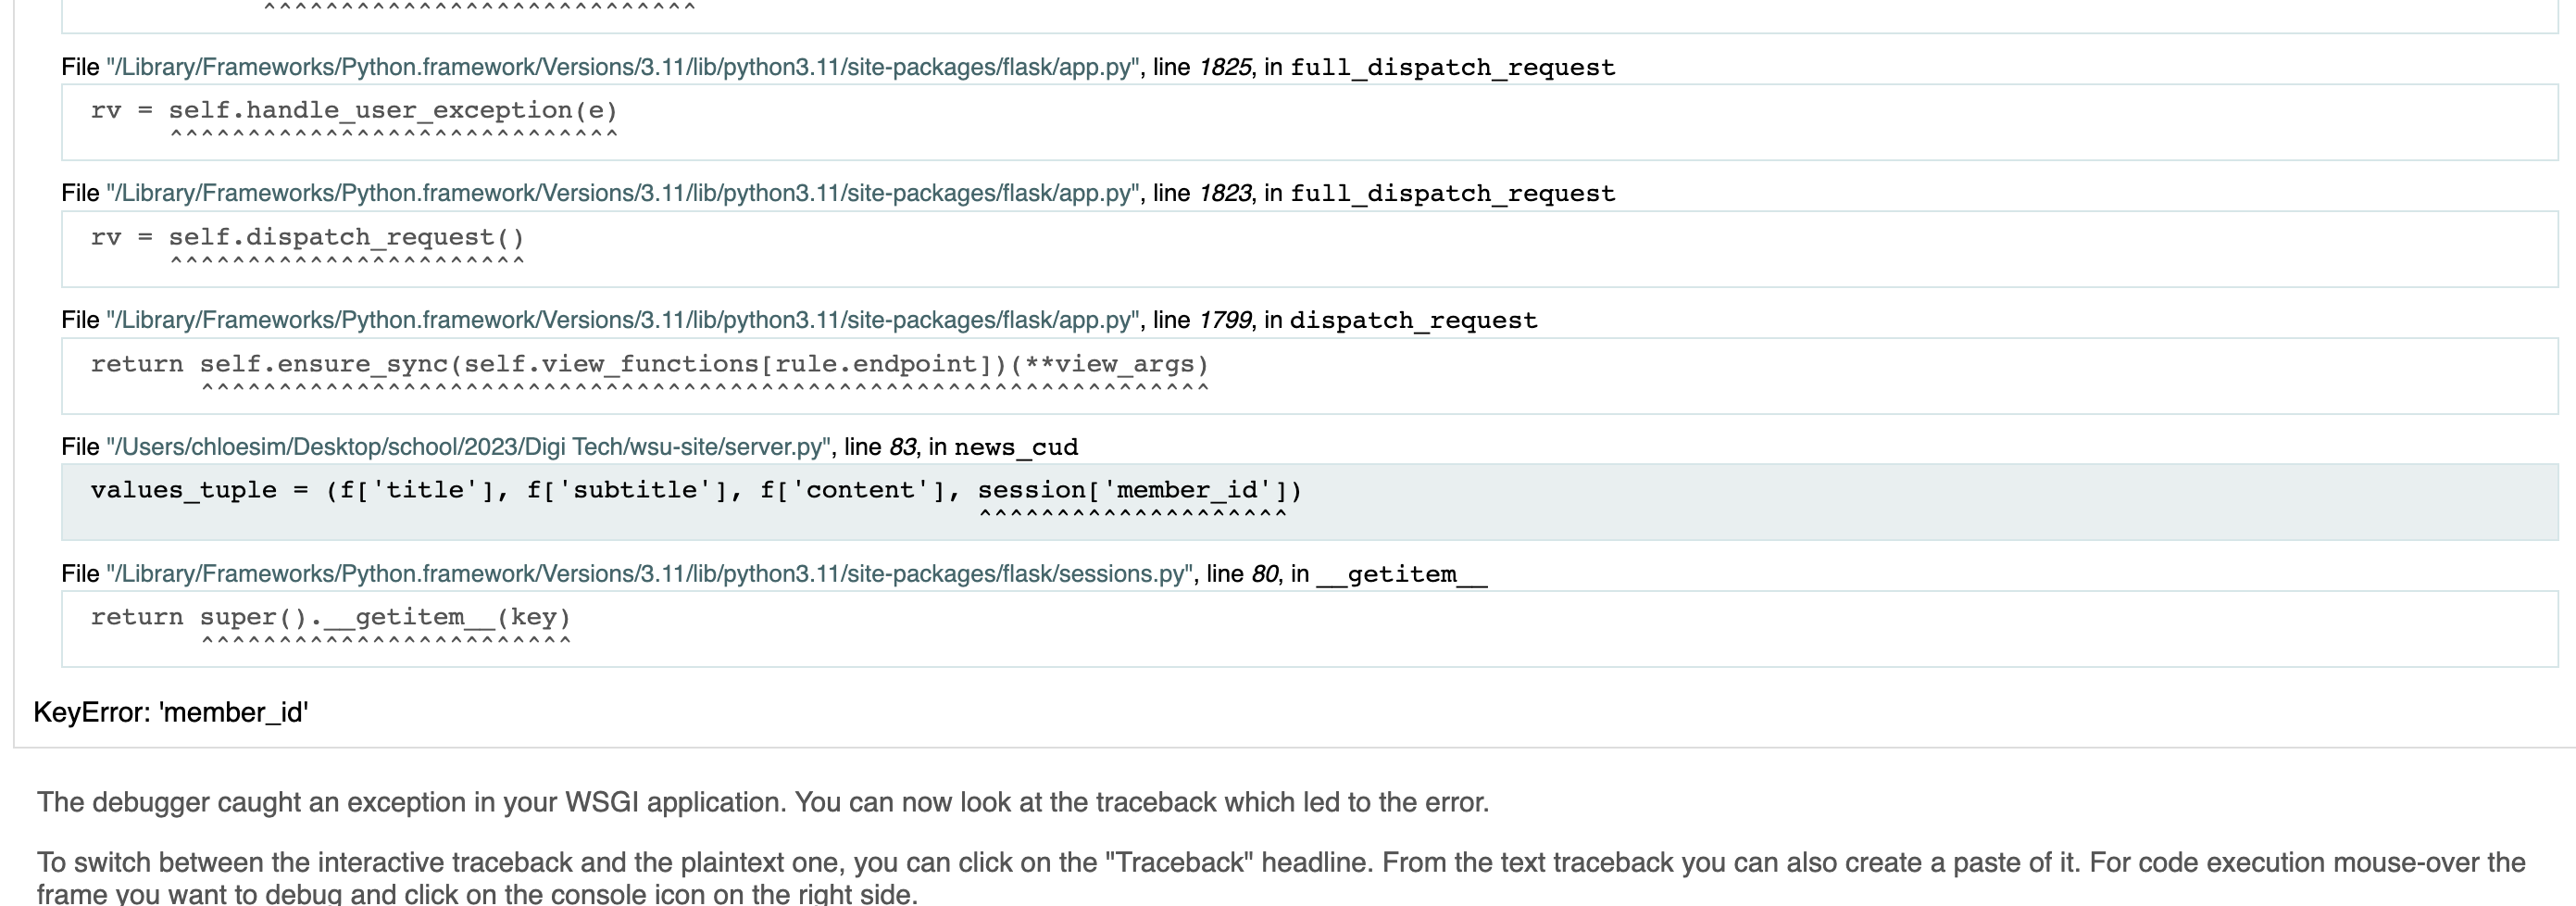 ^^^^^^^^^^^^^^^^^^^^^^^^^^^^
File "/Library/Frameworks/Python.framework/Versions/3.11/lib/python3.11/site-packages/flask/app.py", line 1825, in full_dispatch_request
rv = self.handle_user_exception(e)
^^^^^^^^^^^^^^^^^^^^^^^^^^^^^
File "/Library/Frameworks/Python.framework/Versions/3.11/lib/python3.11/site-packages/flask/app.py", line 1823, in full_dispatch_request
rv = self.dispatch_request()
^^^^^^^^^^^^^^^^^^^^^^^
File "/Library/Frameworks/Python.framework/Versions/3.11/lib/python3.11/site-packages/flask/app.py", line 1799, in dispatch_request
return self.ensure_sync(self.view_functions[rule.endpoint])(**view_args)
^^^^^^^^^^^^^^^^^^^^^^^^^^^^^^^^^^^^^^^^^^^^^^^^^^^^^^^^^^^^^^^^^
File "/Users/chloesim/Desktop/school/2023/Digi Tech/wsu-site/server.py", line 83, in news_cud
values_tuple = (f['title'], f['subtitle'], f['content'], session['member_id'])
^^^^^^^^^^^^^^^^^^^^
File "/Library/Frameworks/Python.framework/Versions/3.11/lib/python3.11/site-packages/flask/sessions.py", line 80, in __getitem__
return super().__getitem__(key)
^^^^^^^^^^^^^^^^^^^^^^^^
KeyError: 'member_id'
The debugger caught an exception in your WSGI application. You can now look at the traceback which led to the error.
To switch between the interactive traceback and the plaintext one, you can click on the "Traceback" headline. From the text traceback you can also create a paste of it. For code execution mouse-over the
frame you want to debug and click on the console icon on the right side.